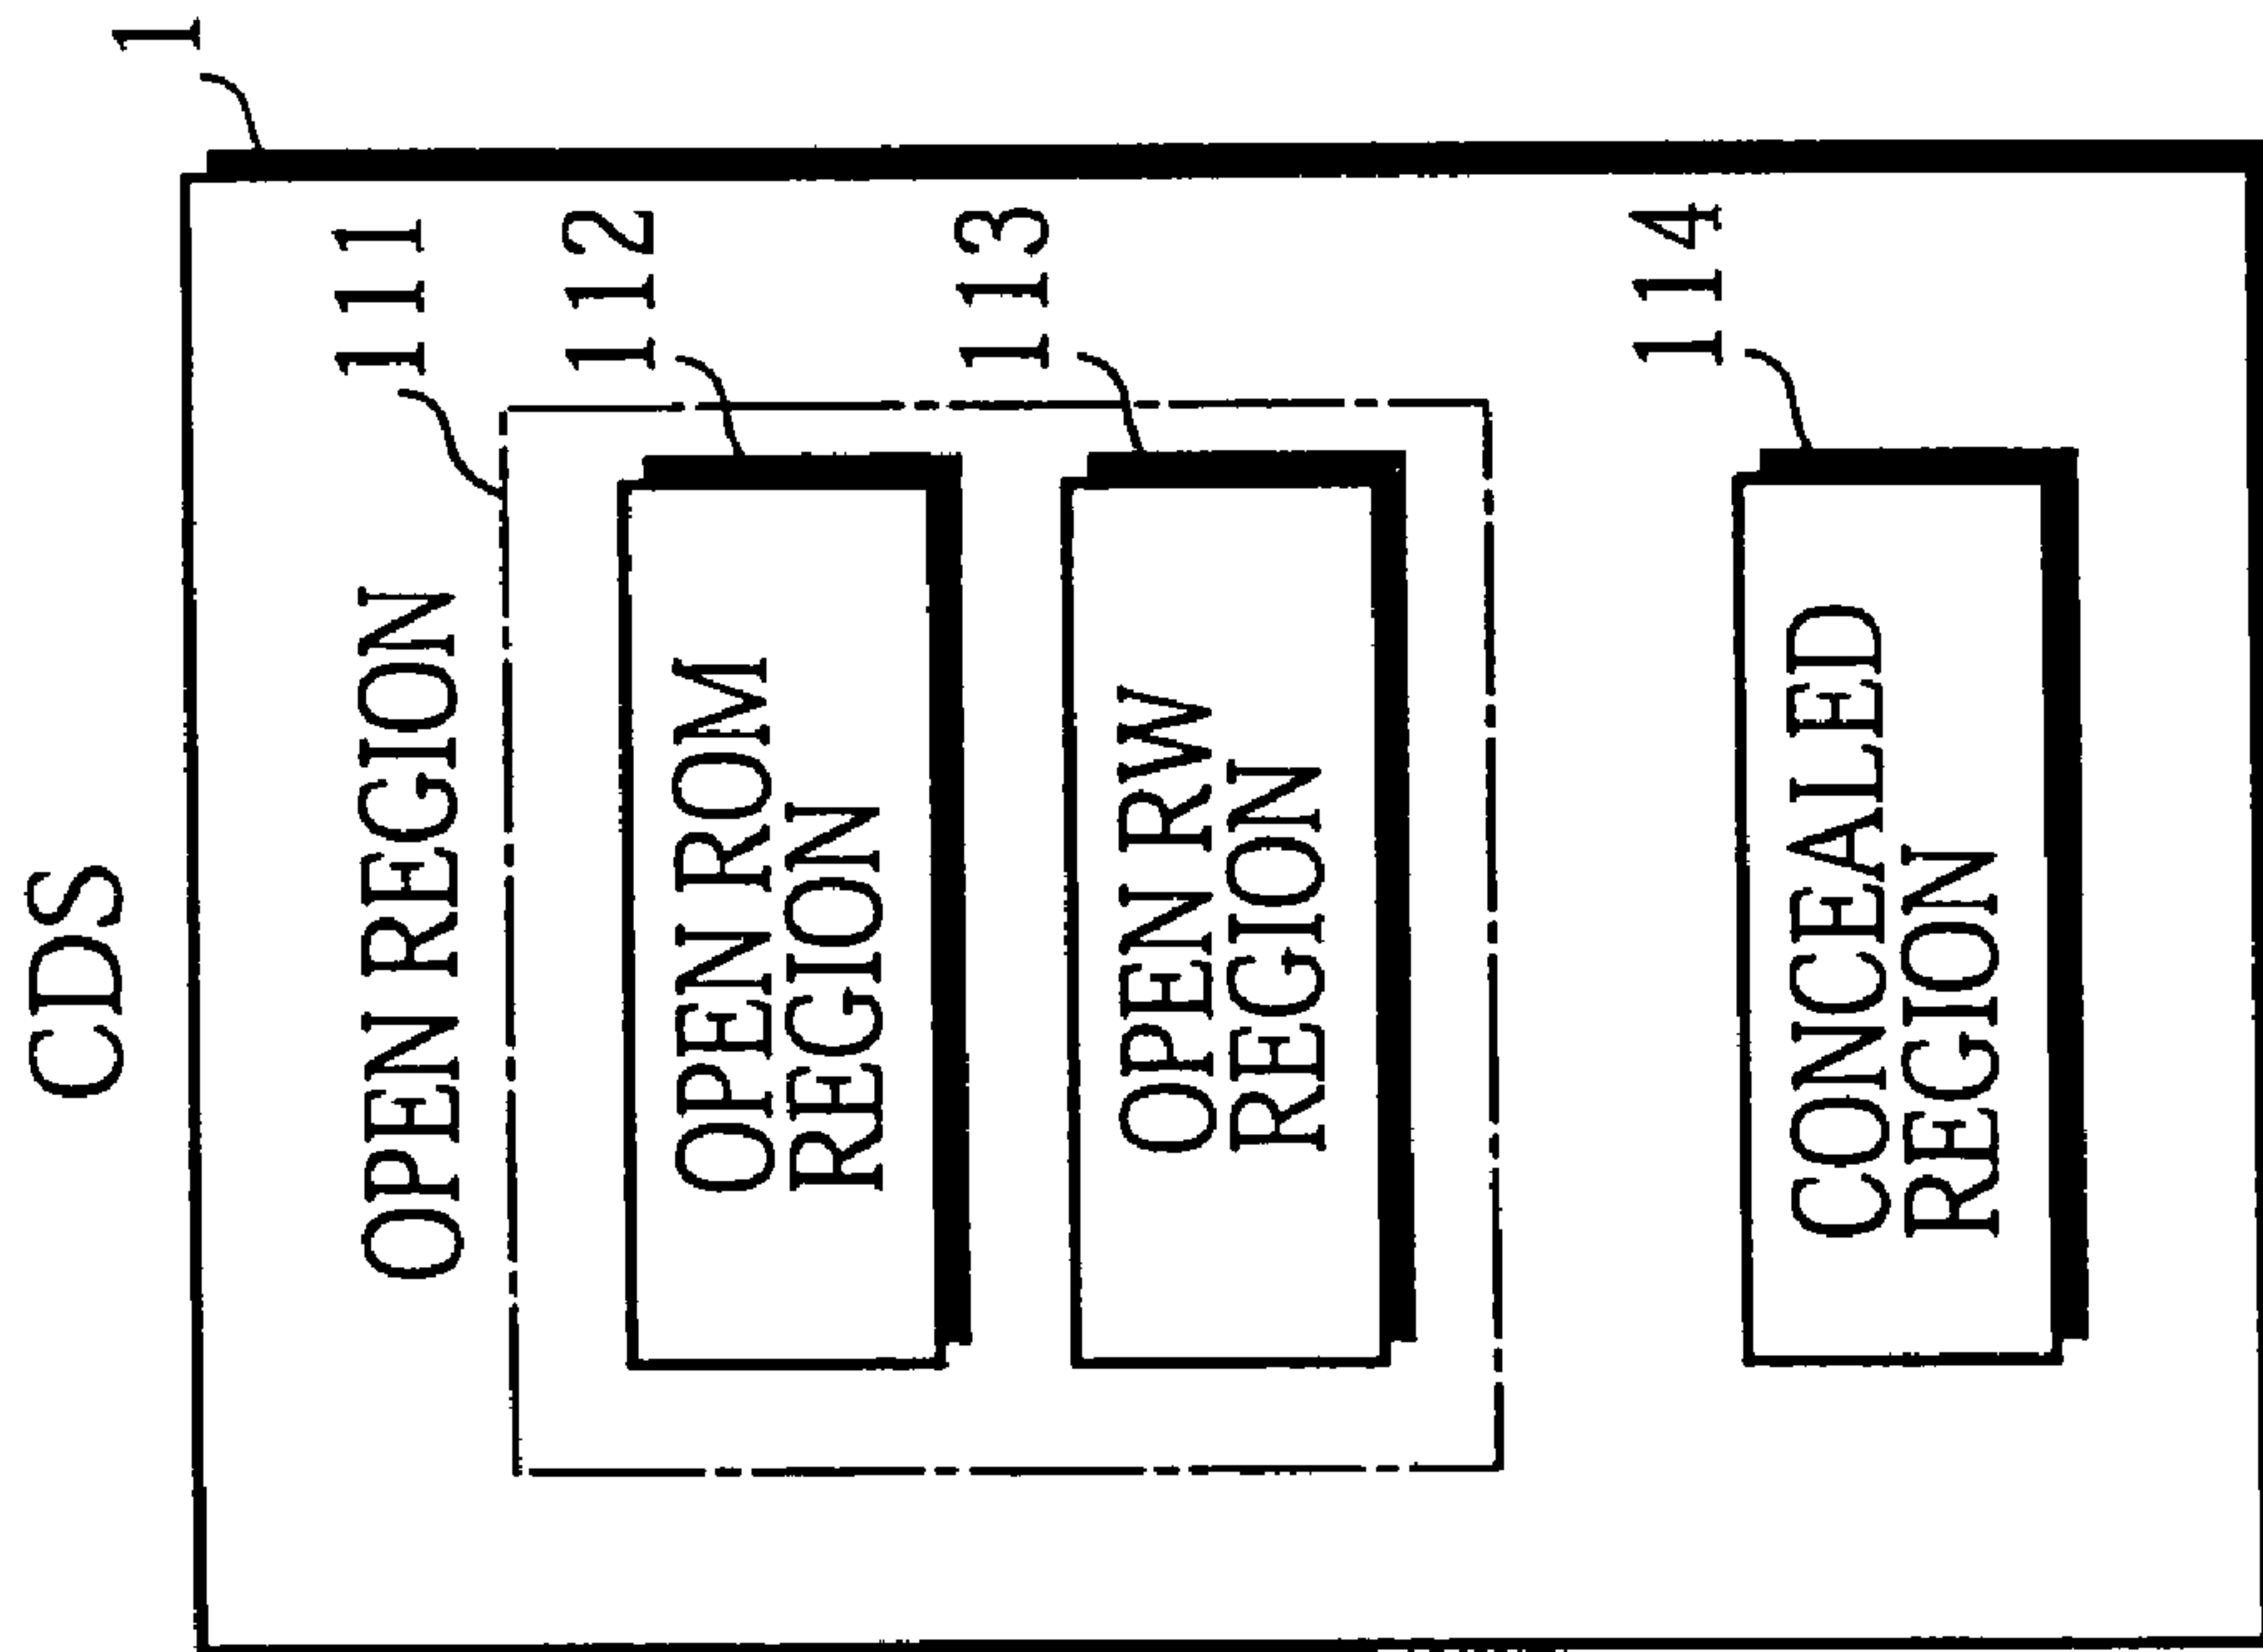 CDS
1
OPEN REGION
111
112
OPEN ROM
REGION
113
OPEN RW
REGION
114
CONCEALED
REGION